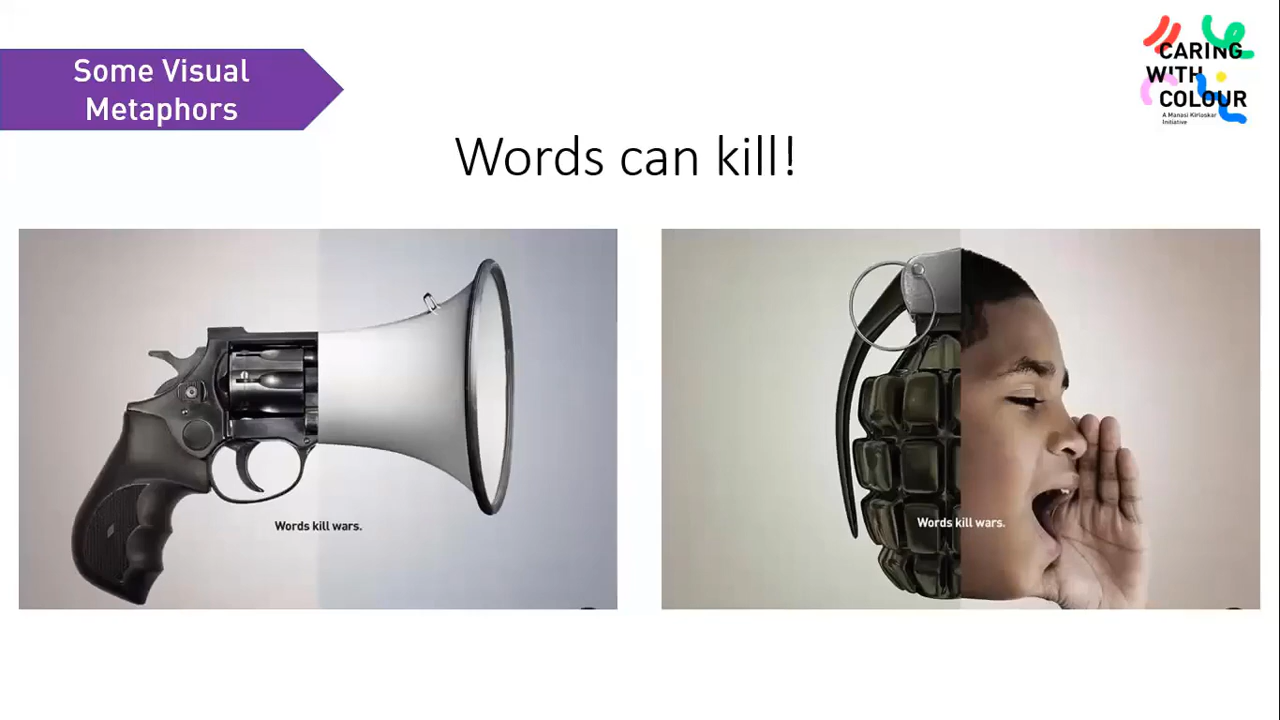 Some Visual
Metaphors
CARING
WITH
COLOUR
A Manasi Kirloskar
Initiative
Words can kill!
Words kill wars.
Words kill wars.